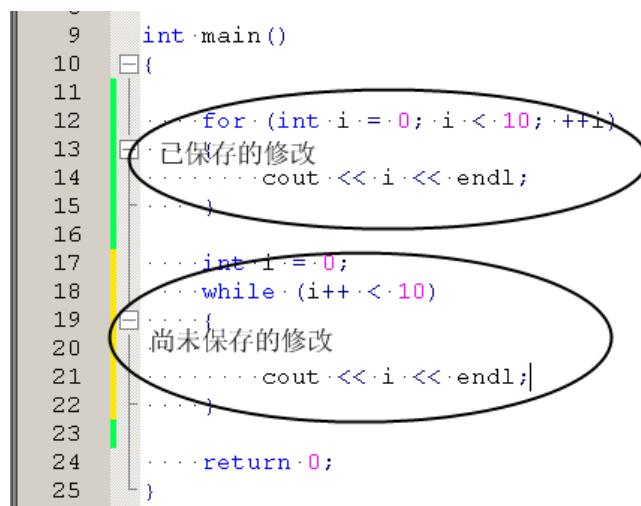 9 int main()
10 {
11
12 for (int i = 0; i < 10; ++i)
13 {
已保存的修改
14 cout << i << endl;
15 }
16
17 int i = 0;
18 while (i++ < 10)
19 {
尚未保存的修改
20
21 cout << i << endl;
22 }
23
24 return 0;
25 }